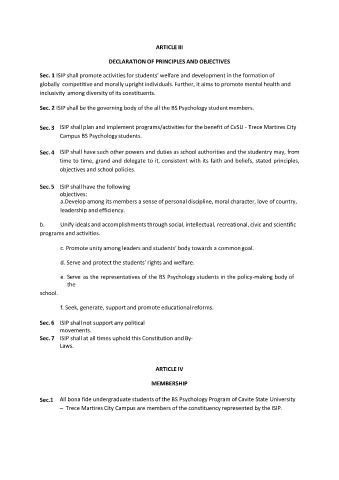 ARTICLE III
DECLARATION OF PRINCIPLES AND OBJECTIVES
Sec. 1 ISIP shall promote activities for students' welfare and development in the formation of
globally competitive and morally upright individuals. Further, it aims to promote mental health and
inclusivity among diversity of its constituents.
Sec. 2 ISIP shall be the governing body of the all the BS Psychology student members.
Sec. 3 ISIP shall plan and implement programs/activities for the benefit of CvSU - Trece Martires City
Campus BS Psychology students.
Sec. 4 ISIP shall have such other powers and duties as school authorities and the studentry may, from
time to time, grand and delegate to it, consistent with its faith and beliefs, stated principles,
objectives and school policies.
Sec. 5 ISIP shall have the following
objectives:
a.Develop among its members a sense of personal discipline, moral character, love of country,
leadership and efficiency.
b. Unify ideals and accomplishments through social, intellectual, recreational, civic and scientific
programs and activities.
c. Promote unity among leaders and students' body towards a common goal.
d. Serve and protect the students' rights and welfare.
e. Serve as the representatives of the BS Psychology students in the policy-making body of
the
school.
f. Seek, generate, support and promote educational reforms.
Sec. 6 ISIP shall not support any political
movements.
Sec. 7 ISIP shall at all times uphold this Constitution and By-
Laws.
ARTICLE IV
MEMBERSHIP
Sec.1 All bona fide undergraduate students of the BS Psychology Program of Cavite State University
– Trece Martires City Campus are members of the constituency represented by the ISIP.